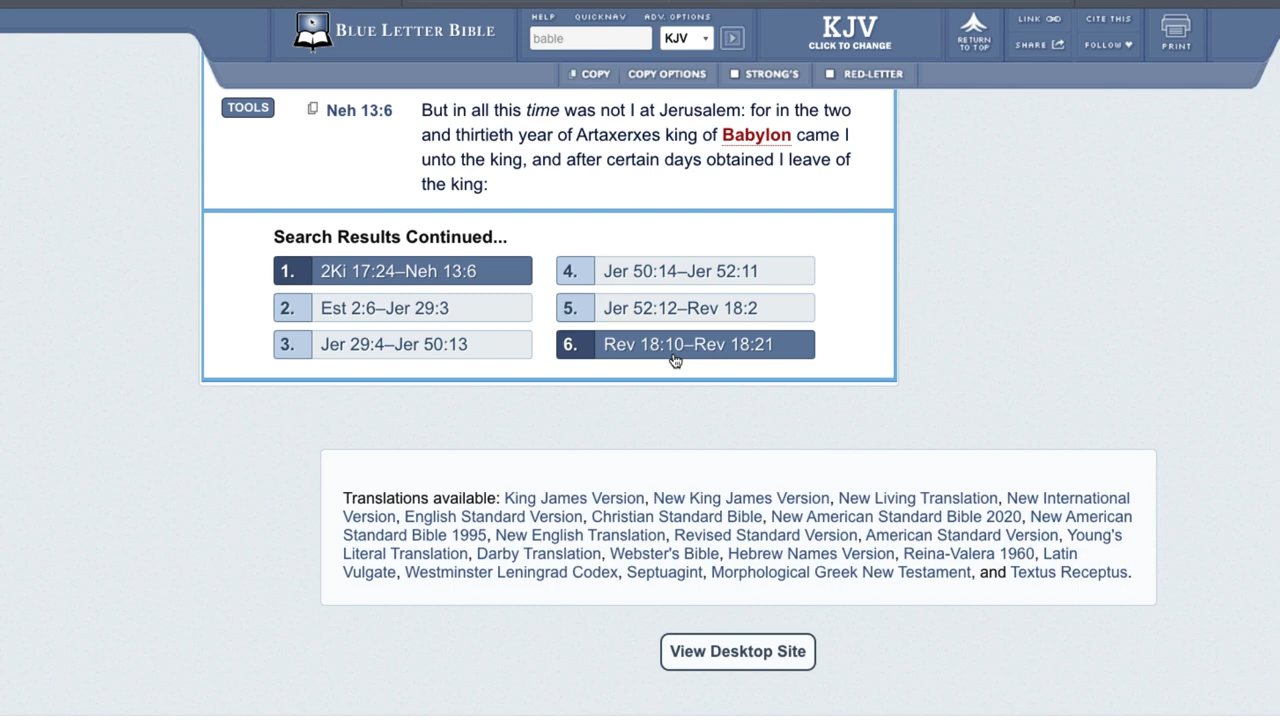 BLUE LETTER BIBLE
HELP QUICKNAV ADV. OPTIONS
bable KJV
KJV
CLICK TO CHANGE
RETURN
TO TOP
LINK CITE THIS
SHARE FOLLOW
PRINT
COPY COPY OPTIONS STRONG'S RED-LETTER
TOOLS Neh 13:6 But in all this time was not I at Jerusalem: for in the two
and thirtieth year of Artaxerxes king of Babylon came I
unto the king, and after certain days obtained I leave of
the king:
Search Results Continued...
1. 2Ki 17:24–Neh 13:6
2. Est 2:6–Jer 29:3
3. Jer 29:4–Jer 50:13
4. Jer 50:14–Jer 52:11
5. Jer 52:12–Rev 18:2
6. Rev 18:10–Rev 18:21
Translations available: King James Version, New King James Version, New Living Translation, New International
Version, English Standard Version, Christian Standard Bible, New American Standard Bible 2020, New American
Standard Bible 1995, New English Translation, Revised Standard Version, American Standard Version, Young's
Literal Translation, Darby Translation, Webster's Bible, Hebrew Names Version, Reina-Valera 1960, Latin
Vulgate, Westminster Leningrad Codex, Septuagint, Morphological Greek New Testament, and Textus Receptus.
View Desktop Site